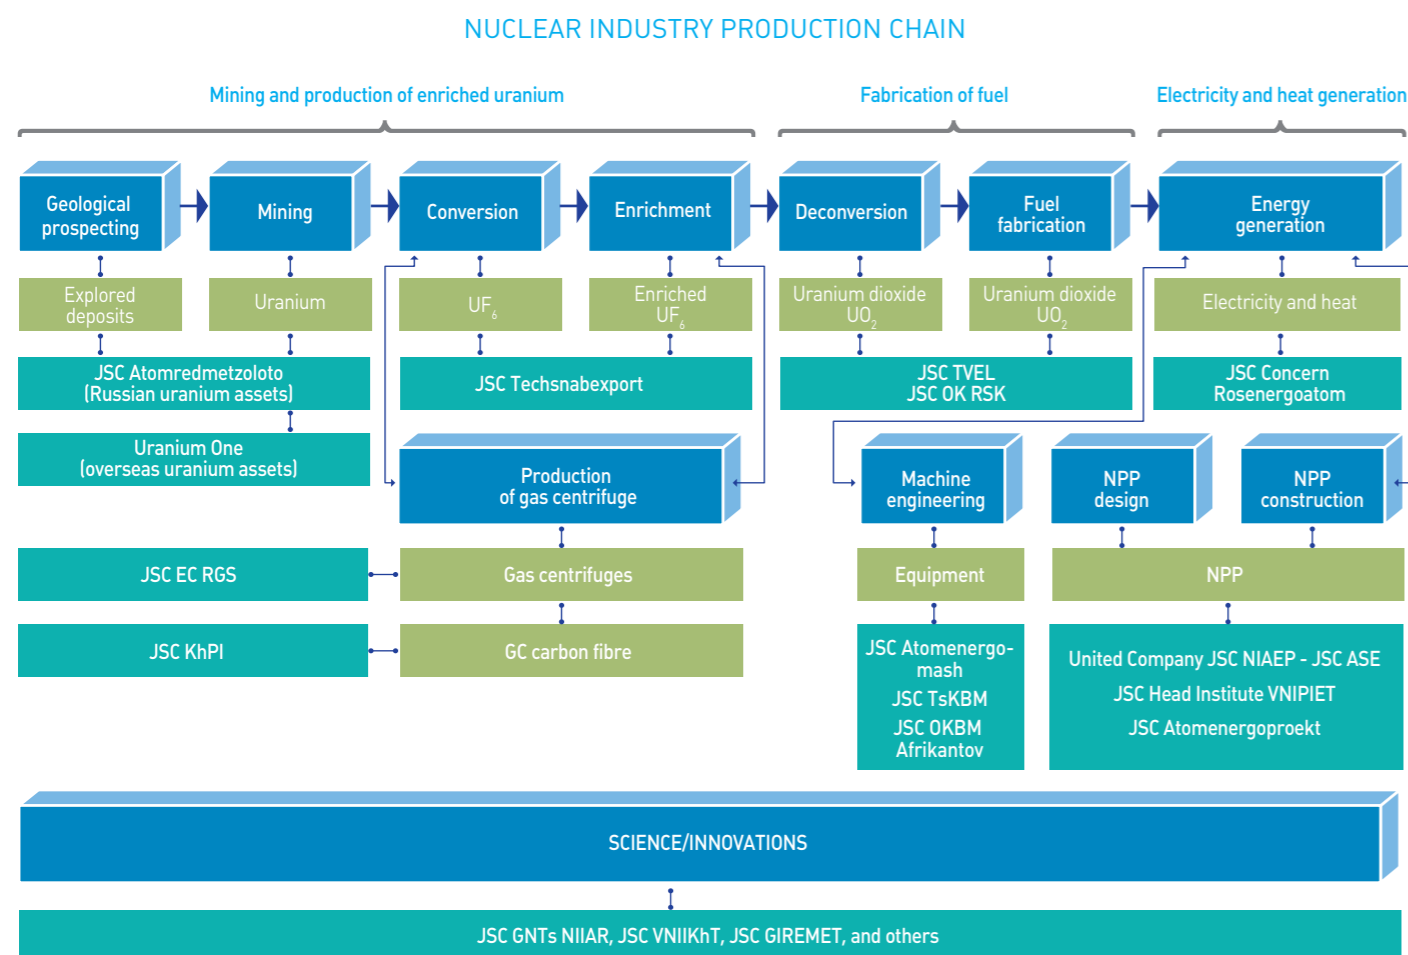 NUCLEAR INDUSTRY PRODUCTION CHAIN
Mining and production of enriched uranium
Fabrication of fuel
Electricity and heat generation
Geological
prospecting
Mining
Conversion
Enrichment
Deconversion
Fuel
fabrication
Energy
generation
Explored
deposits
Uranium
UF₆
Enriched
UF₆
Uranium dioxide
UO₂
Uranium dioxide
UO₂
Electricity and heat
JSC Atomredmetzoloto
(Russian uranium assets)
JSC Techsnabexport
JSC TVEL
JSC OK RSK
JSC Concern
Rosenergoatom
Uranium One
(overseas uranium assets)
Production
of gas centrifuge
Machine
engineering
NPP
design
NPP
construction
JSC EC RGS
Gas centrifuges
Equipment
NPP
JSC KhPI
GC carbon fibre
JSC Atomenergo-
mash
JSC TsKBM
JSC OKBM
Afrikantov
United Company JSC NIAEP - JSC ASE
JSC Head Institute VNIPIET
JSC Atomenergoproekt
SCIENCE/INNOVATIONS
JSC GNTs NIIAR, JSC VNIIKhT, JSC GIREMET, and others